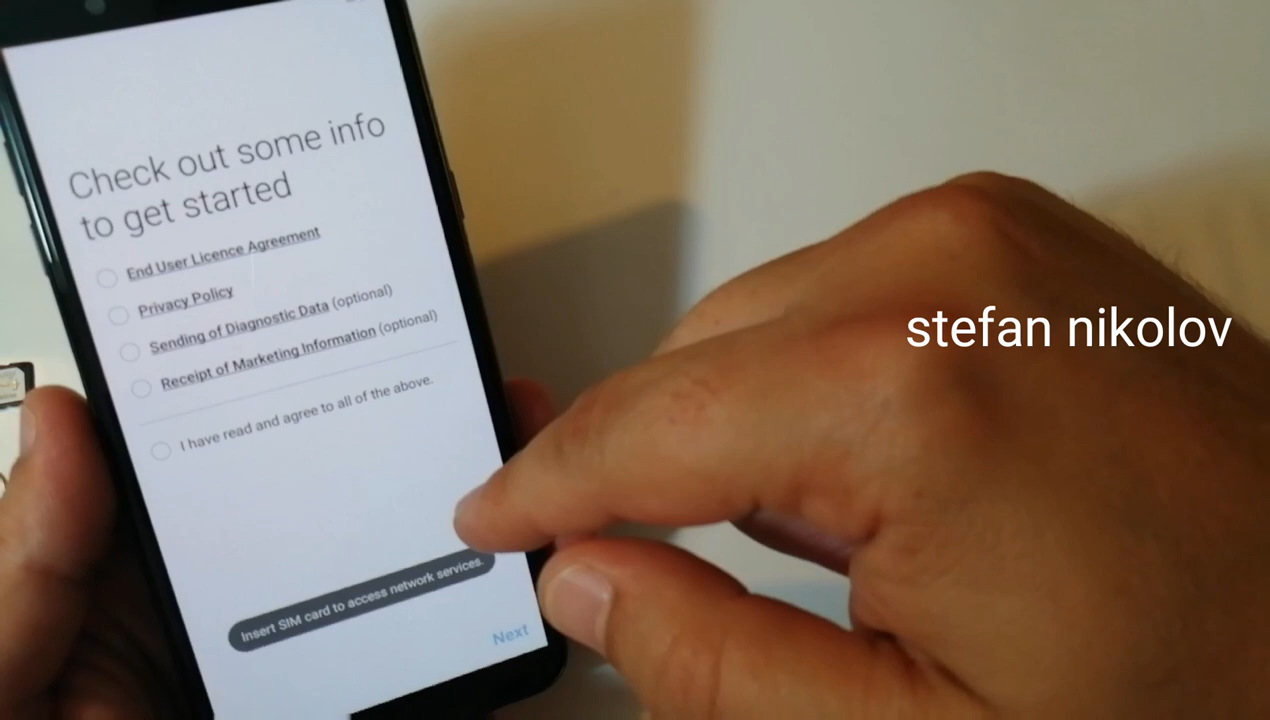 Check out some info
to get started
End User Licence Agreement
Privacy Policy
Sending of Diagnostic Data (optional)
Receipt of Marketing Information (optional)
I have read and agree to all of the above.
Insert SIM card to access network services.
Next
stefan nikolov